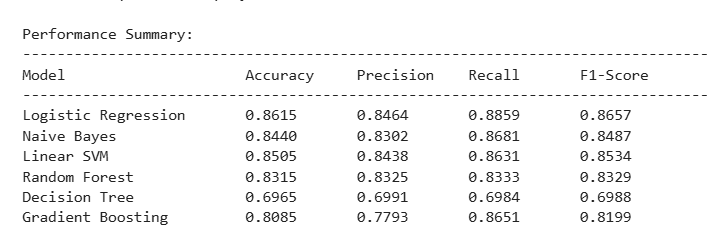 Performance Summary:
--------------------------------------------------------------------------------
Model Accuracy Precision Recall F1-Score
--------------------------------------------------------------------------------
Logistic Regression 0.8615 0.8464 0.8859 0.8657
Naive Bayes 0.8440 0.8302 0.8681 0.8487
Linear SVM 0.8505 0.8438 0.8631 0.8534
Random Forest 0.8315 0.8325 0.8333 0.8329
Decision Tree 0.6965 0.6991 0.6984 0.6988
Gradient Boosting 0.8085 0.7793 0.8651 0.8199